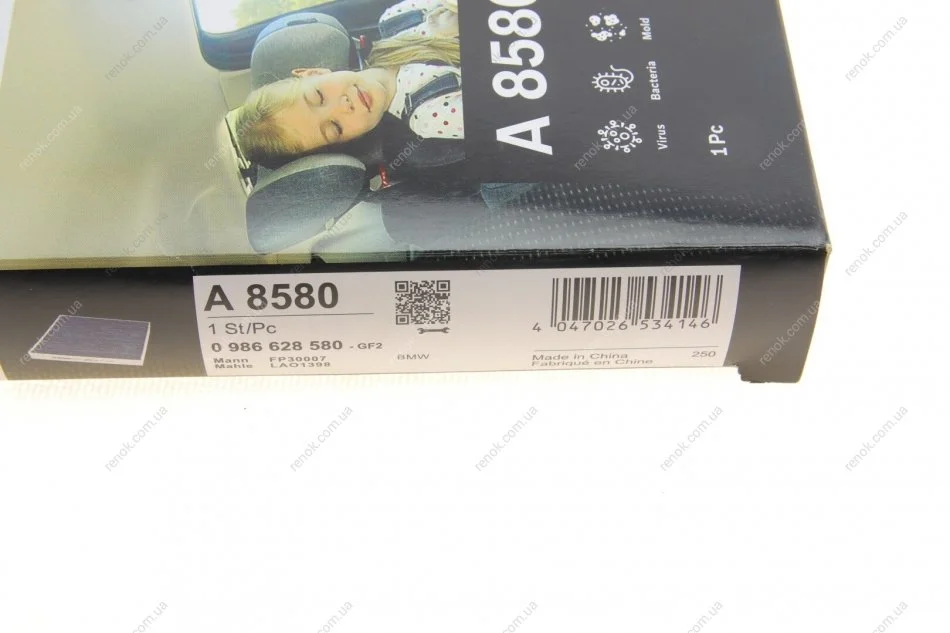 A 8580
Mold
Bacteria
Virus
1 Pc
A 8580
1 St/Pc
0 986 628 580 - GF2
Mann FP30007
Mahle LAO1398
BMW
4 047026 534146
Made in China
Fabriqué en Chine
250
renok.com.ua